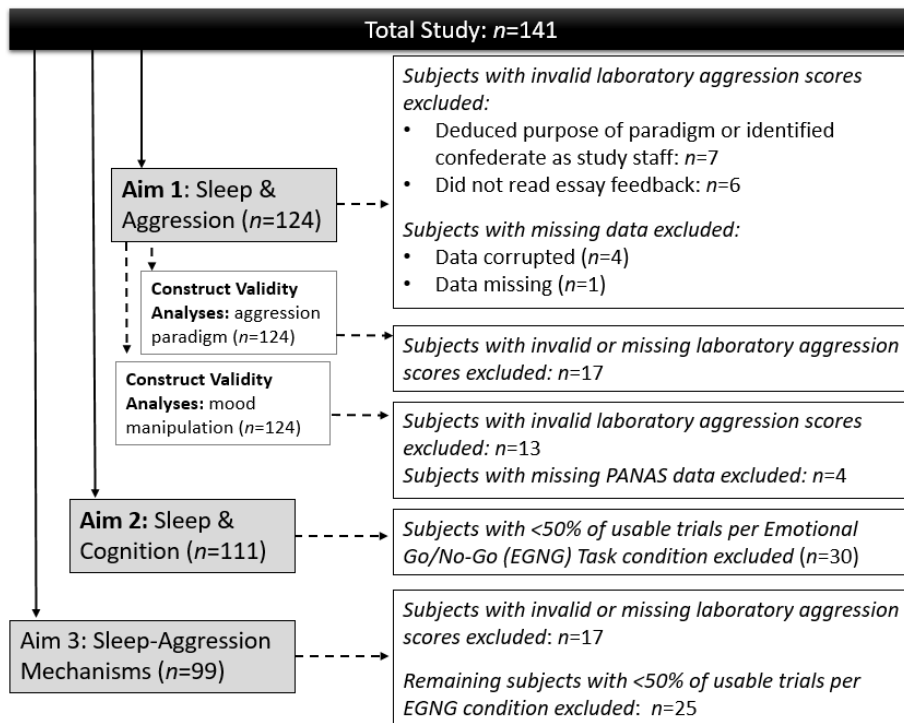 Total Study: n=141
Subjects with invalid laboratory aggression scores
excluded:
• Deduced purpose of paradigm or identified
confederate as study staff: n=7
• Did not read essay feedback: n=6
Subjects with missing data excluded:
• Data corrupted (n=4)
• Data missing (n=1)
Aim 1: Sleep &
Aggression (n=124)
Construct Validity
Analyses: aggression
paradigm (n=124)
Subjects with invalid or missing laboratory aggression
scores excluded: n=17
Construct Validity
Analyses: mood
manipulation (n=124)
Subjects with invalid laboratory aggression scores
excluded: n=13
Subjects with missing PANAS data excluded: n=4
Aim 2: Sleep &
Cognition (n=111)
Subjects with <50% of usable trials per Emotional
Go/No-Go (EGNG) Task condition excluded (n=30)
Aim 3: Sleep-Aggression
Mechanisms (n=99)
Subjects with invalid or missing laboratory aggression
scores excluded: n=17
Remaining subjects with <50% of usable trials per
EGNG condition excluded: n=25